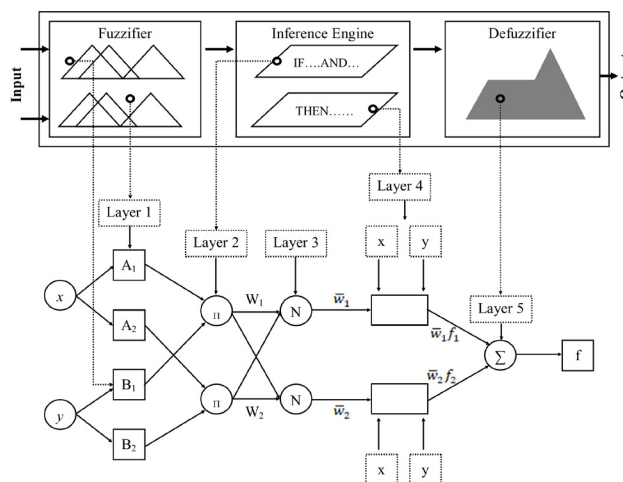 Fuzzifier
Inference Engine
Defuzzifier
Input
IF….AND…
THEN……
Layer 1
Layer 2
Layer 3
Layer 4
Layer 5
x
y
A₁
A₂
B₁
B₂
x
y
Π
Π
W₁
W₂
N
N
w̅₁
w̅₂
w̅₁f₁
w̅₂f₂
Σ
f
x
y